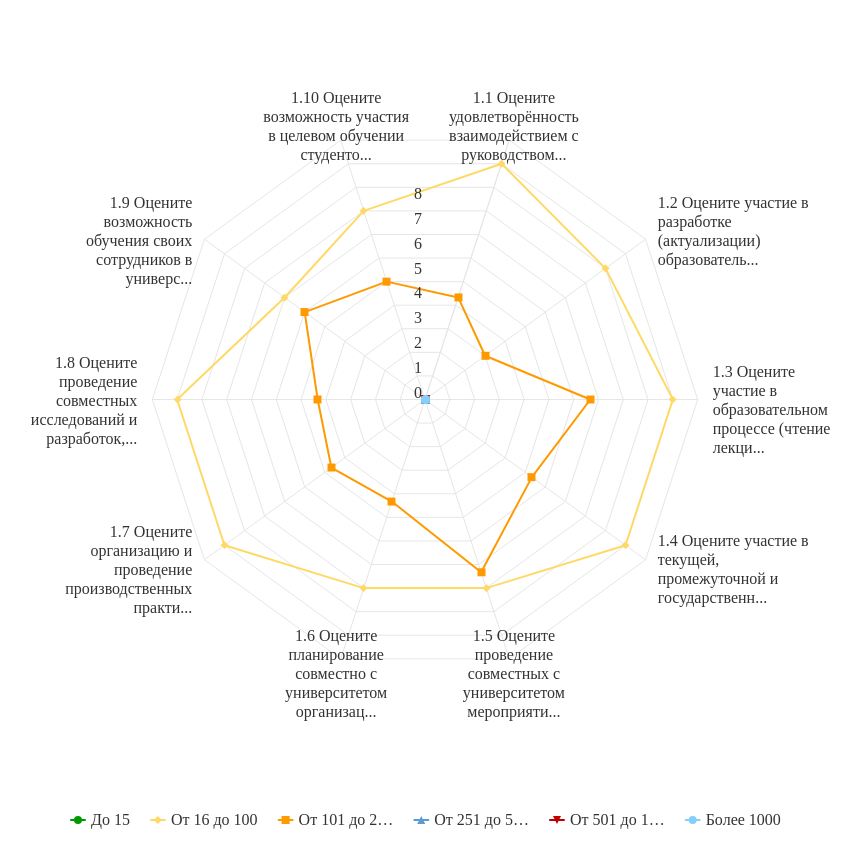 1.10 Оцените
возможность участия
в целевом обучении
студенто...
1.1 Оцените
удовлетворённость
взаимодействием с
руководством...
1.2 Оцените участие в
разработке
(актуализации)
образователь...
1.3 Оцените
участие в
образовательном
процессе (чтение
лекци...
1.4 Оцените участие в
текущей,
промежуточной и
государственн...
1.5 Оцените
проведение
совместных с
университетом
мероприяти...
1.6 Оцените
планирование
совместно с
университетом
организац...
1.7 Оцените
организацию и
проведение
производственных
практи...
1.8 Оцените
проведение
совместных
исследований и
разработок,...
1.9 Оцените
возможность
обучения своих
сотрудников в
универс...
8
7
6
5
4
3
2
1
0
До 15
От 16 до 100
От 101 до 2…
От 251 до 5…
От 501 до 1…
Более 1000